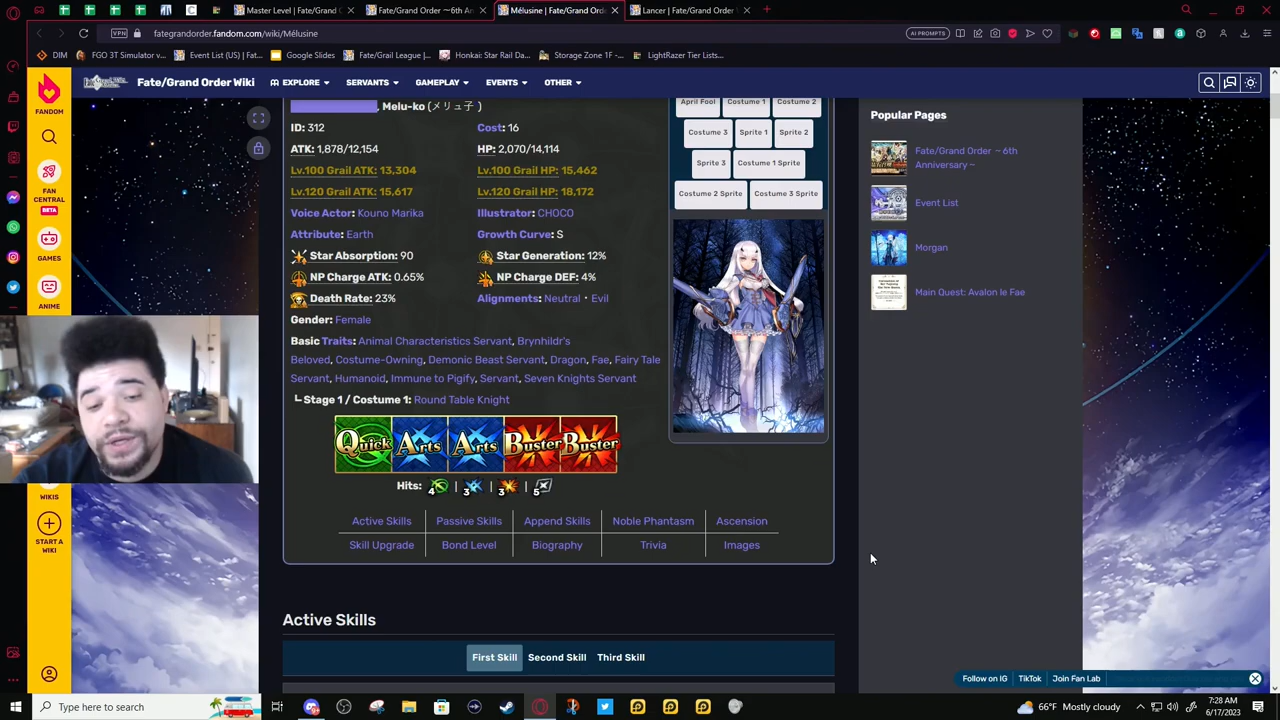 Master Level | Fate/Grand C
Fate/Grand Order ～6th An
Mélusine | Fate/Grand Orde
Lancer | Fate/Grand Order
VPN
fategrandorder.fandom.com/wiki/Mélusine
AI PROMPTS
DIM
FGO 3T Simulator v...
Event List (US) | Fat...
Google Slides
Fate/Grail League |...
Honkai: Star Rail Da...
Storage Zone 1F -...
LightRazer Tier Lists...
Fate/Grand Order Wiki
EXPLORE
SERVANTS
GAMEPLAY
EVENTS
OTHER
FANDOM
FAN CENTRAL
BETA
GAMES
ANIME
WIKIS
START A WIKI
, Melu-ko (メリュ子)
ID: 312
Cost: 16
ATK: 1,878/12,154
HP: 2,070/14,114
Lv.100 Grail ATK: 13,304
Lv.100 Grail HP: 15,462
Lv.120 Grail ATK: 15,617
Lv.120 Grail HP: 18,172
Voice Actor: Kouno Marika
Illustrator: CHOCO
Attribute: Earth
Growth Curve: S
Star Absorption: 90
Star Generation: 12%
NP Charge ATK: 0.65%
NP Charge DEF: 4%
Death Rate: 23%
Alignments: Neutral・Evil
Gender: Female
Basic Traits: Animal Characteristics Servant, Brynhildr's
Beloved, Costume-Owning, Demonic Beast Servant, Dragon, Fae, Fairy Tale
Servant, Humanoid, Immune to Pigify, Servant, Seven Knights Servant
┗ Stage 1 / Costume 1: Round Table Knight
Quick Arts Arts Buster Buster
Hits: 4 | 3 | 3 | 5
Active Skills
Passive Skills
Append Skills
Noble Phantasm
Ascension
Skill Upgrade
Bond Level
Biography
Trivia
Images
Active Skills
First Skill
Second Skill
Third Skill
April Fool
Costume 1
Costume 2
Costume 3
Sprite 1
Sprite 2
Sprite 3
Costume 1 Sprite
Costume 2 Sprite
Costume 3 Sprite
Popular Pages
Fate/Grand Order ～6th
Anniversary～
Event List
Morgan
Main Quest: Avalon le Fae
Follow on IG
TikTok
Join Fan Lab
Type here to search
66°F Mostly cloudy
7:28 AM
6/17/2023